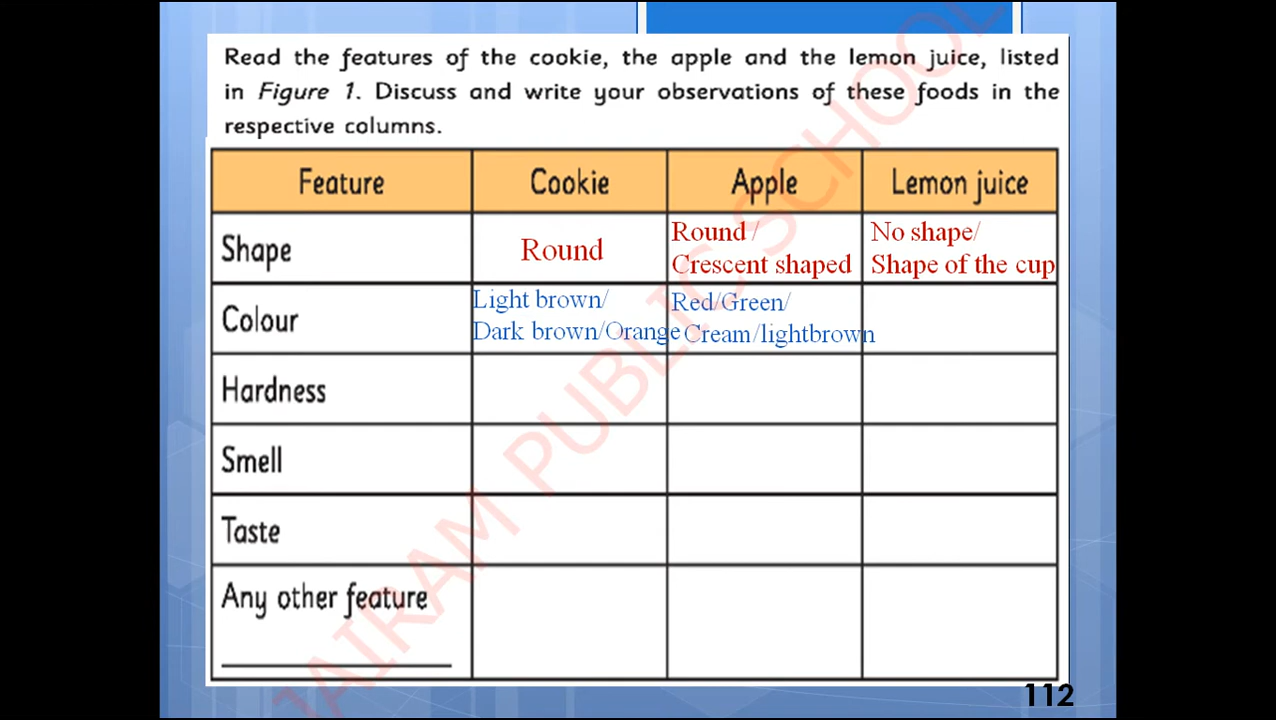 Read the features of the cookie, the apple and the lemon juice, listed
in Figure 1. Discuss and write your observations of these foods in the
respective columns.
Feature Cookie Apple Lemon juice
Shape Round Round / Crescent shaped No shape/ Shape of the cup
Colour Light brown/ Dark brown/Orange Red/Green/ Cream/lightbrown
Hardness
Smell
Taste
Any other feature
JAIRAM PUBLIC SCHOOL
112